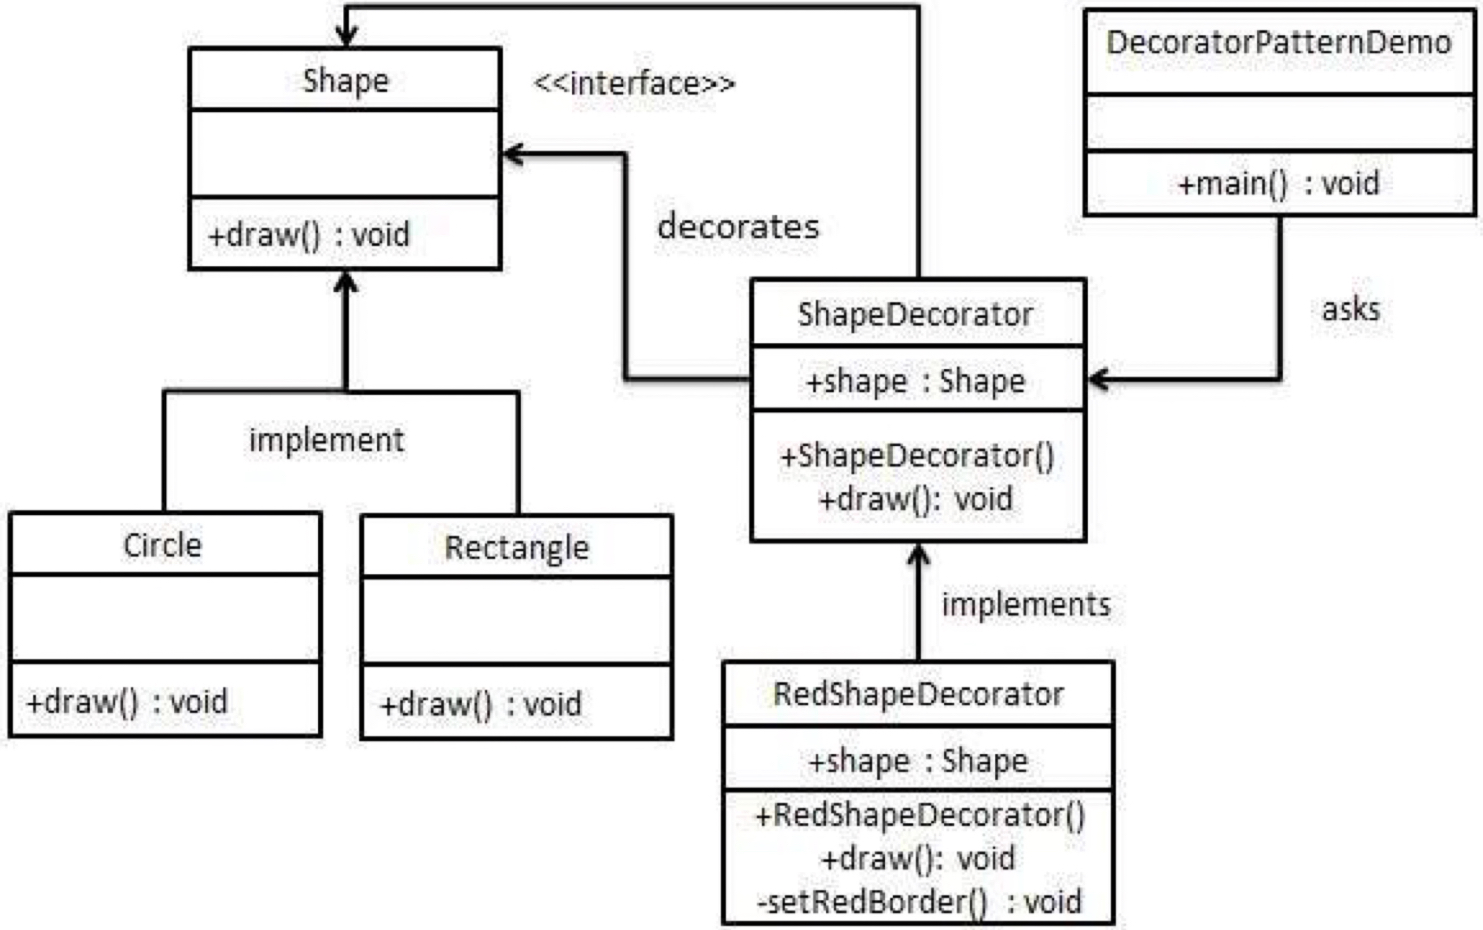 Shape
<<interface>>
+draw() : void
DecoratorPatternDemo
+main() : void
decorates
asks
ShapeDecorator
+shape : Shape
+ShapeDecorator()
+draw(): void
implement
Circle
+draw() : void
Rectangle
+draw() : void
implements
RedShapeDecorator
+shape : Shape
+RedShapeDecorator()
+draw(): void
-setRedBorder() : void